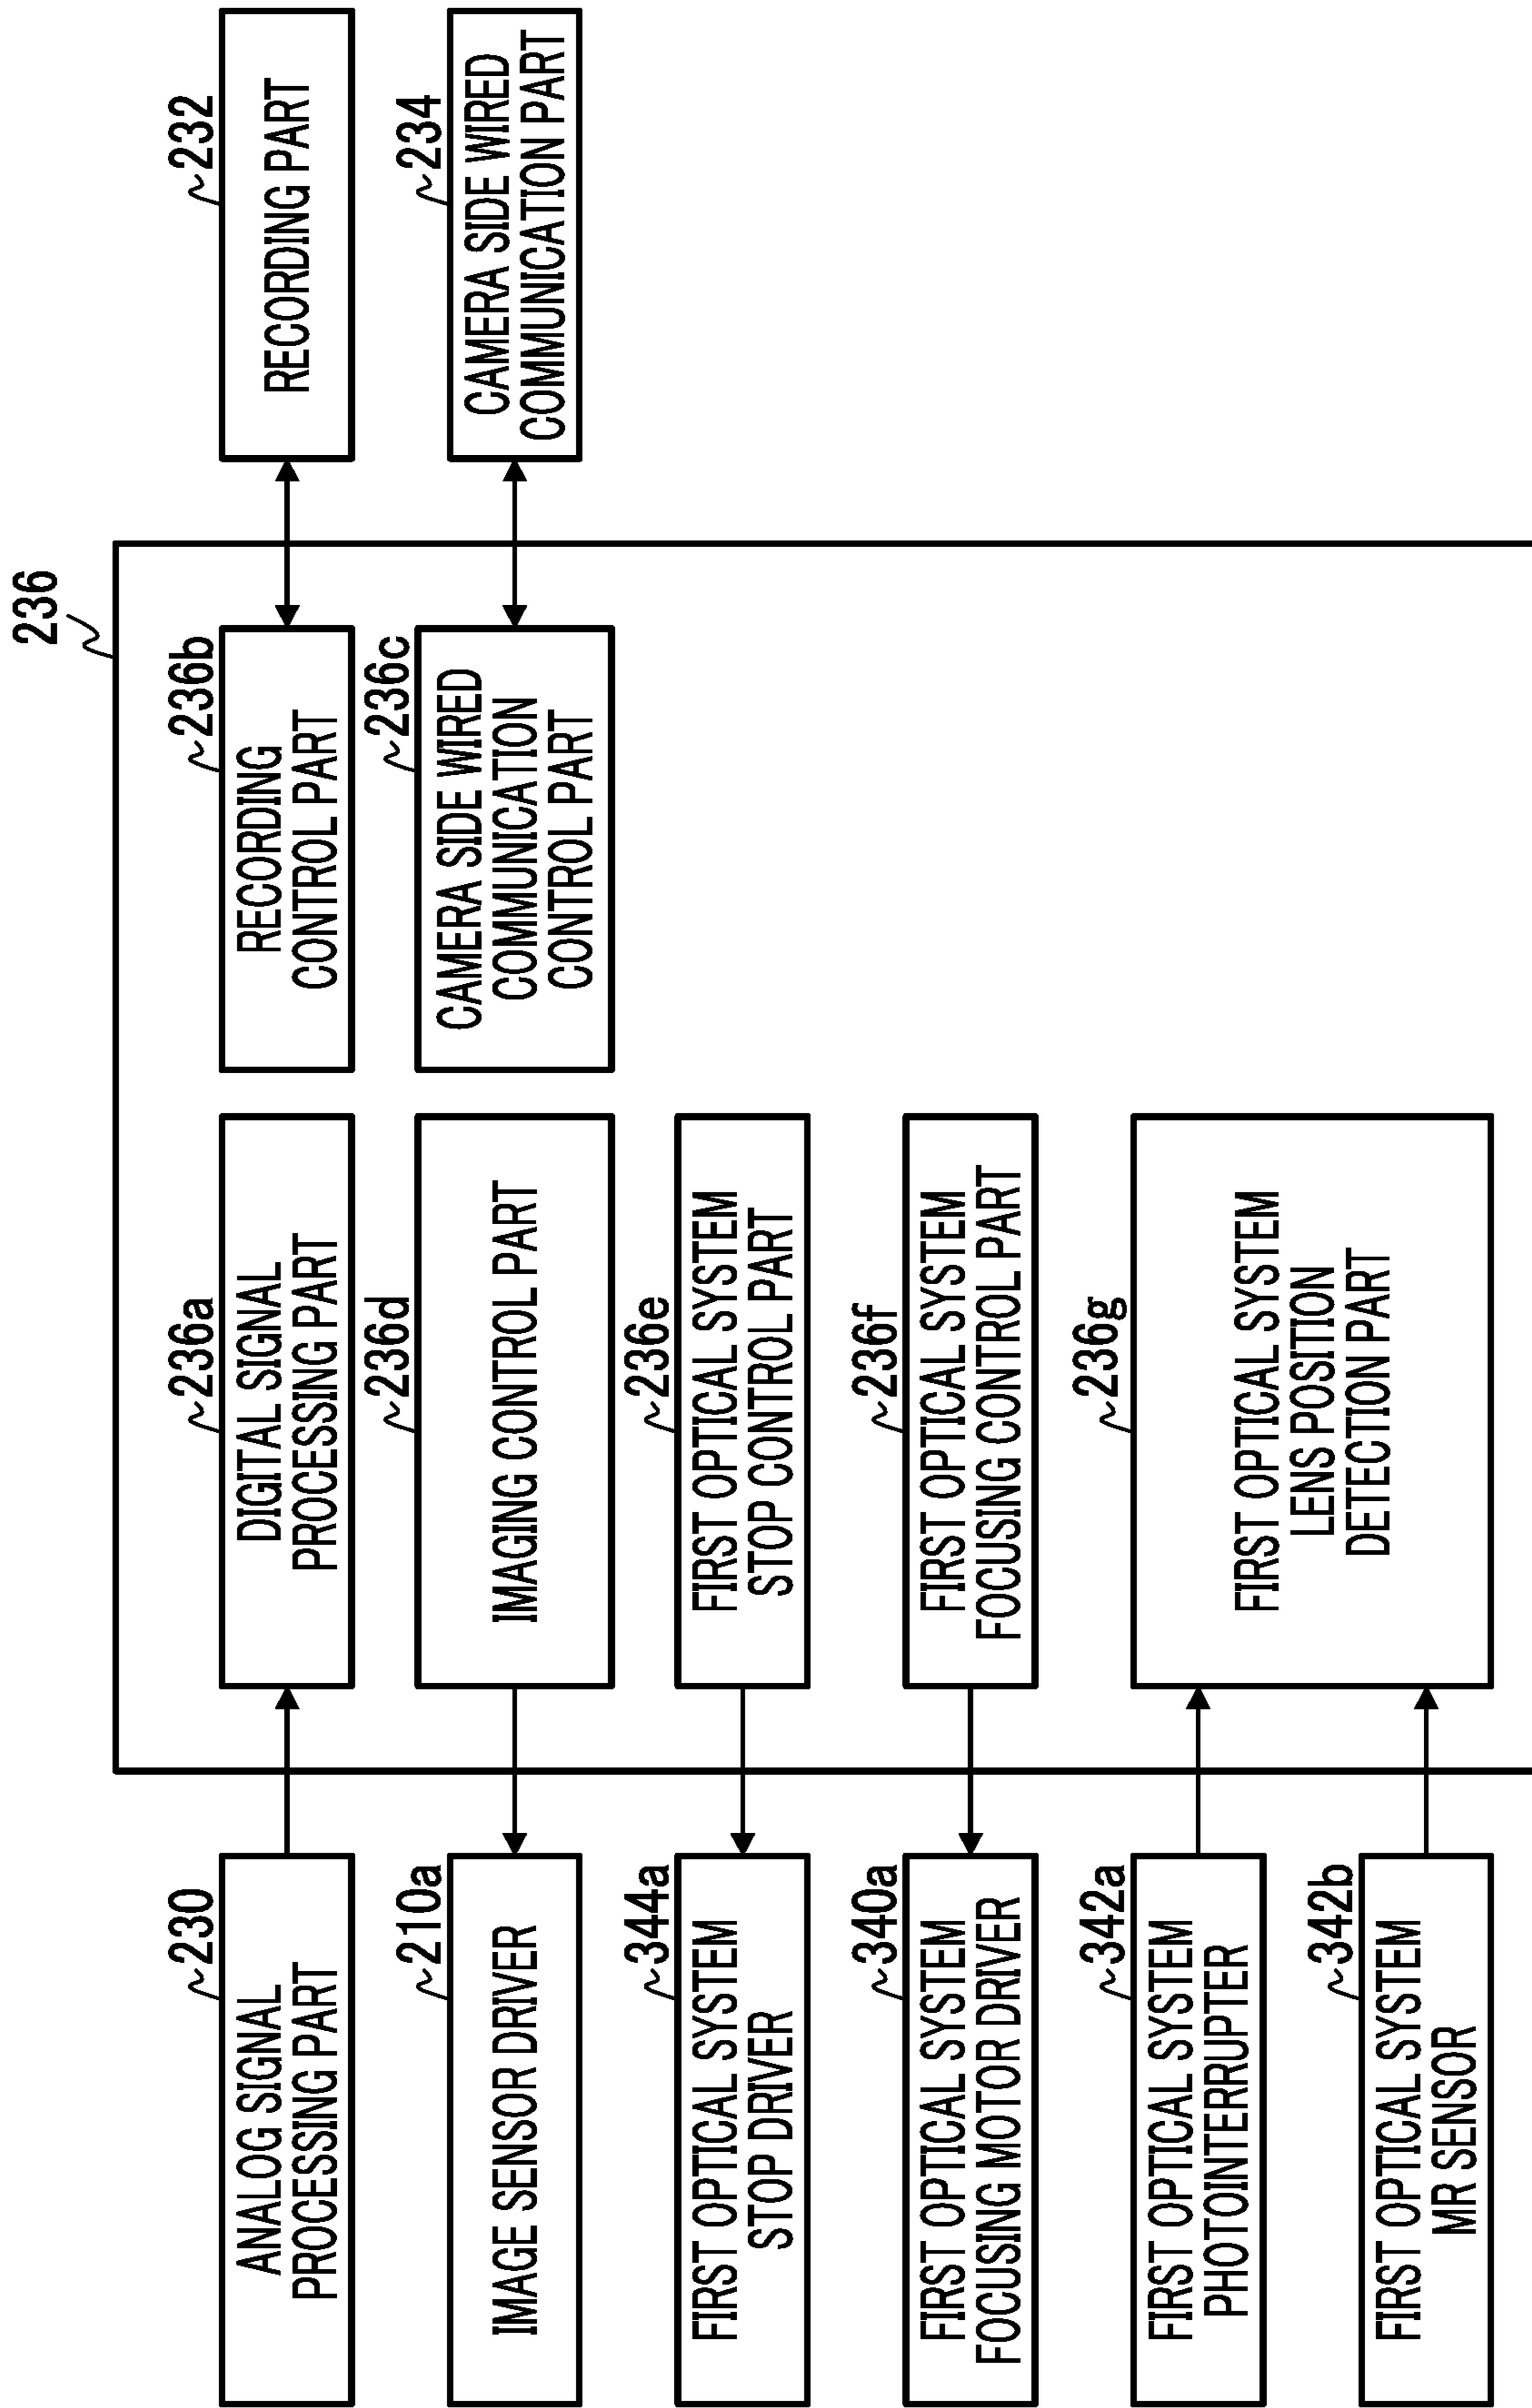 236
230
ANALOG SIGNAL
PROCESSING PART
236a
DIGITAL SIGNAL
PROCESSING PART
236b
RECORDING
CONTROL PART
232
RECORDING PART
210a
IMAGE SENSOR DRIVER
236d
IMAGING CONTROL PART
236c
CAMERA SIDE WIRED
COMMUNICATION
CONTROL PART
234
CAMERA SIDE WIRED
COMMUNICATION PART
344a
FIRST OPTICAL SYSTEM
STOP DRIVER
236e
FIRST OPTICAL SYSTEM
STOP CONTROL PART
340a
FIRST OPTICAL SYSTEM
FOCUSING MOTOR DRIVER
236f
FIRST OPTICAL SYSTEM
FOCUSING CONTROL PART
342a
FIRST OPTICAL SYSTEM
PHOTOINTERRUPTER
236g
FIRST OPTICAL SYSTEM
LENS POSITION
DETECTION PART
342b
FIRST OPTICAL SYSTEM
MR SENSOR